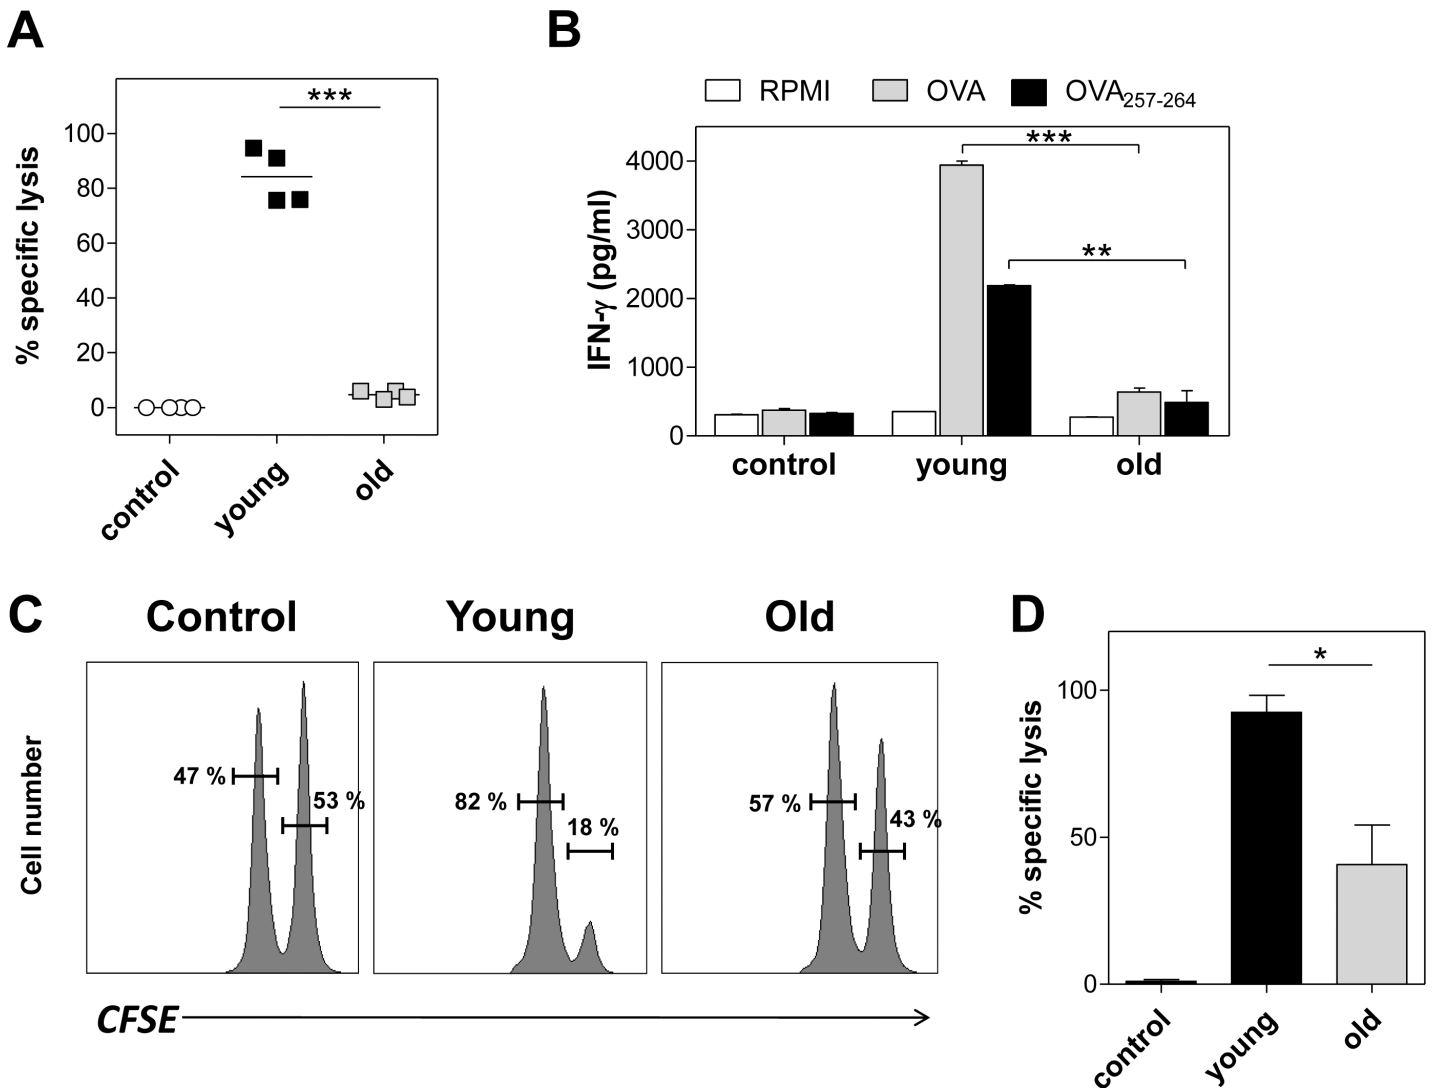 A
***
100
80
60
40
20
0
% specific lysis
control
young
old
B
RPMI
OVA
OVA257-264
***
**
4000
3000
2000
1000
0
IFN-γ (pg/ml)
control
young
old
C
Control
Young
Old
Cell number
47 %
53 %
82 %
18 %
57 %
43 %
CFSE
D
*
100
50
0
% specific lysis
control
young
old